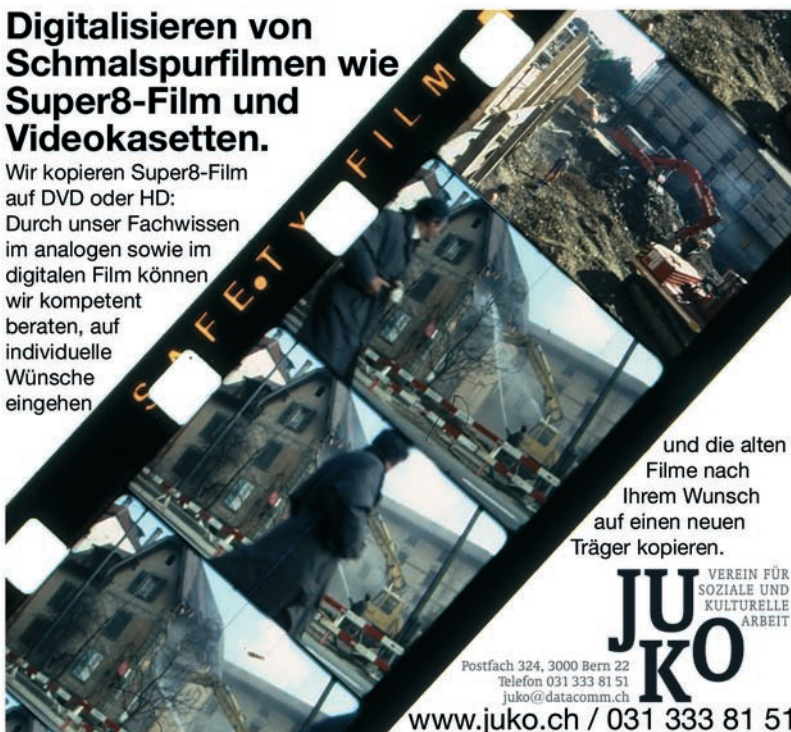 Digitalisieren von
Schmalspurfilmen wie
Super8-Film und
Videokasetten.
Wir kopieren Super8-Film
auf DVD oder HD:
Durch unser Fachwissen
im analogen sowie im
digitalen Film können
wir kompetent
beraten, auf
individuelle
Wünsche
eingehen
SAFE•TY FILM
und die alten
Filme nach
Ihrem Wunsch
auf einen neuen
Träger kopieren.
JUKO
VEREIN FÜR
SOZIALE UND
KULTURELLE
ARBEIT
Postfach 324, 3000 Bern 22
Telefon 031 333 81 51
juko@datacomm.ch
www.juko.ch / 031 333 81 51